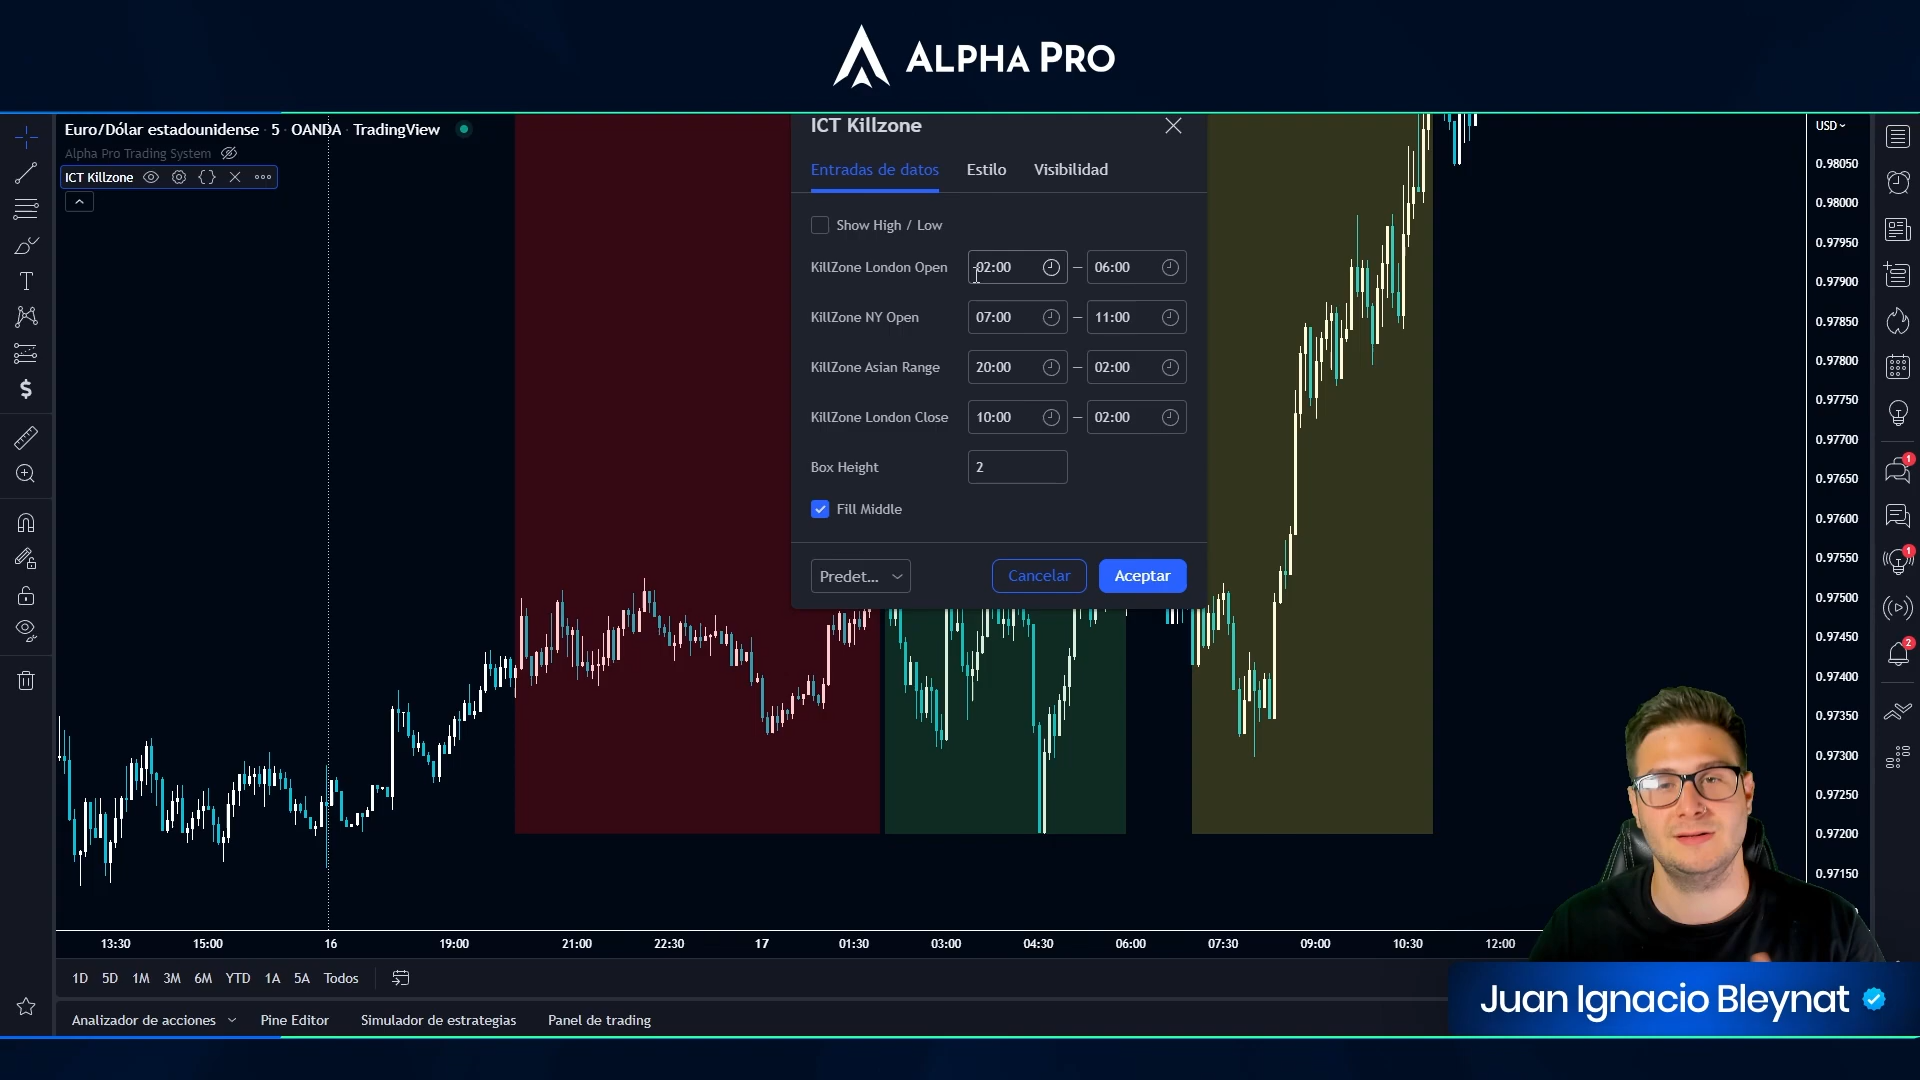 ALPHA PRO
Euro/Dólar estadounidense · 5 · OANDA · TradingView
Alpha Pro Trading System
ICT Killzone
ICT Killzone
Entradas de datos
Estilo
Visibilidad
Show High / Low
KillZone London Open
02:00 — 06:00
KillZone NY Open
07:00 — 11:00
KillZone Asian Range
20:00 — 02:00
KillZone London Close
10:00 — 02:00
Box Height
2
Fill Middle
Predet...
Cancelar
Aceptar
USD
0.98050
0.98000
0.97950
0.97900
0.97850
0.97800
0.97750
0.97700
0.97650
0.97600
0.97550
0.97500
0.97450
0.97400
0.97350
0.97300
0.97250
0.97200
0.97150
1
1
2
13:30 15:00 16 19:00 21:00 22:30 17 01:30 03:00 04:30 06:00 07:30 09:00 10:30 12:00
1D 5D 1M 3M 6M YTD 1A 5A Todos
Analizador de acciones Pine Editor Simulador de estrategias Panel de trading
Juan Ignacio Bleynat